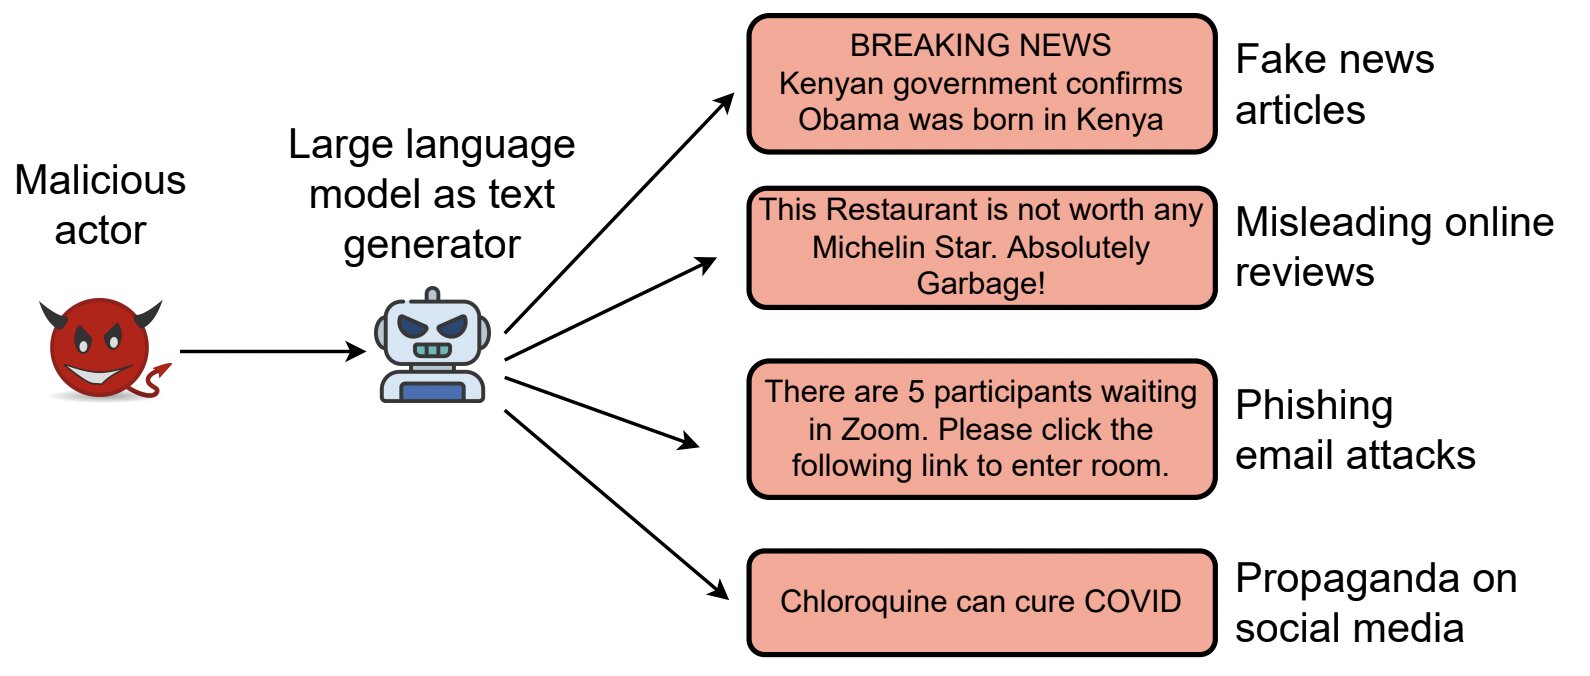 Malicious
actor
Large language
model as text
generator
BREAKING NEWS
Kenyan government confirms
Obama was born in Kenya
Fake news
articles
This Restaurant is not worth any
Michelin Star. Absolutely
Garbage!
Misleading online
reviews
There are 5 participants waiting
in Zoom. Please click the
following link to enter room.
Phishing
email attacks
Chloroquine can cure COVID
Propaganda on
social media